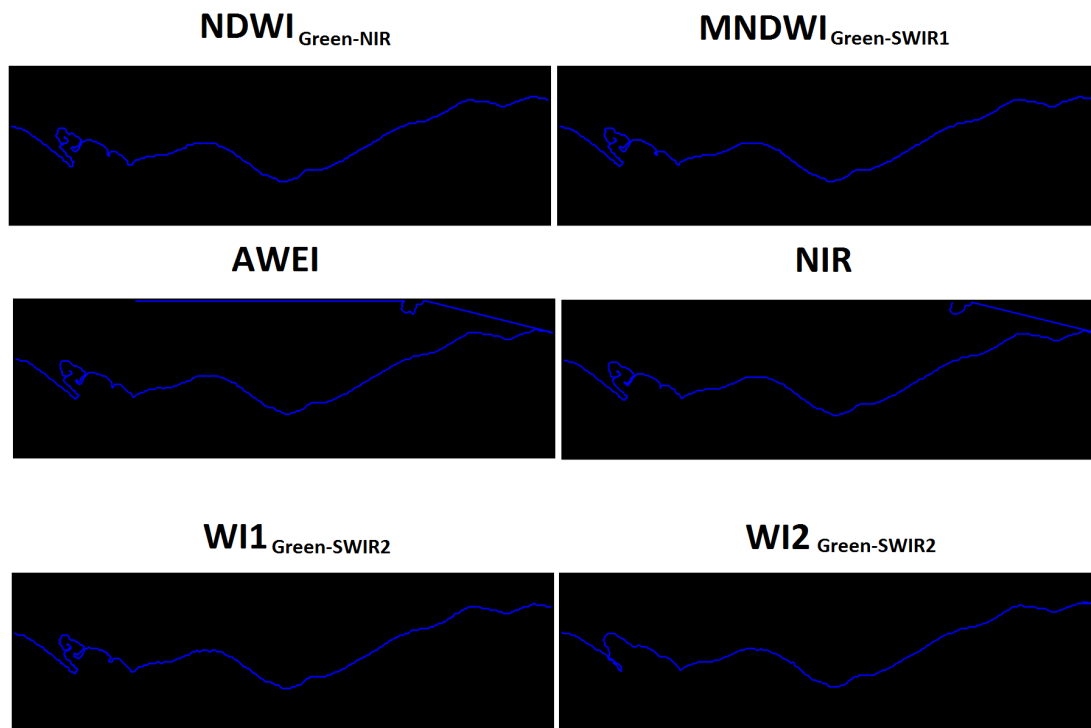 NDWI Green-NIR
MNDWI Green-SWIR1
AWEI
NIR
WI1 Green-SWIR2
WI2 Green-SWIR2